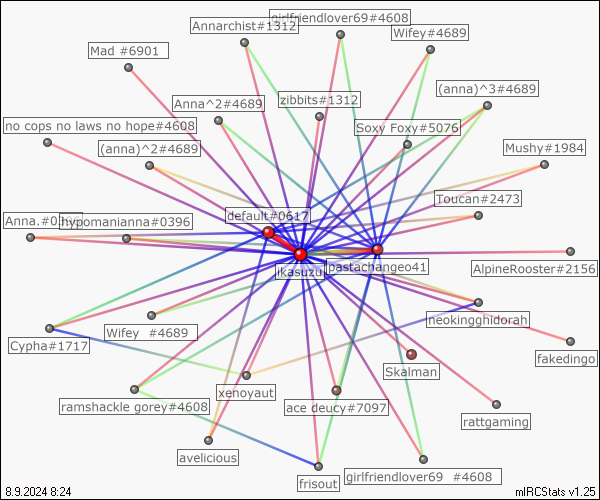 girlfriendlover69#4608
Annarchist#1312
Wifey#4689
Mad #6901
(anna)^3#4689
zibbits#1312
Anna^2#4689
no cops no laws no hope#4608
Soxy Foxy#5076
(anna)^2#4689
Mushy#1984
Toucan#2473
default#0617
Anna.#03
hypomanianna#0396
ikasuzu
pastachangeo41
AlpineRooster#2156
neokingghidorah
Wifey #4689
Cypha#1717
fakedingo
Skalman
xenoyaut
ramshackle gorey#4608
ace deucy#7097
rattgaming
avelicious
girlfriendlover69 #4608
frisout
8.9.2024 8:24
mIRCStats v1.25